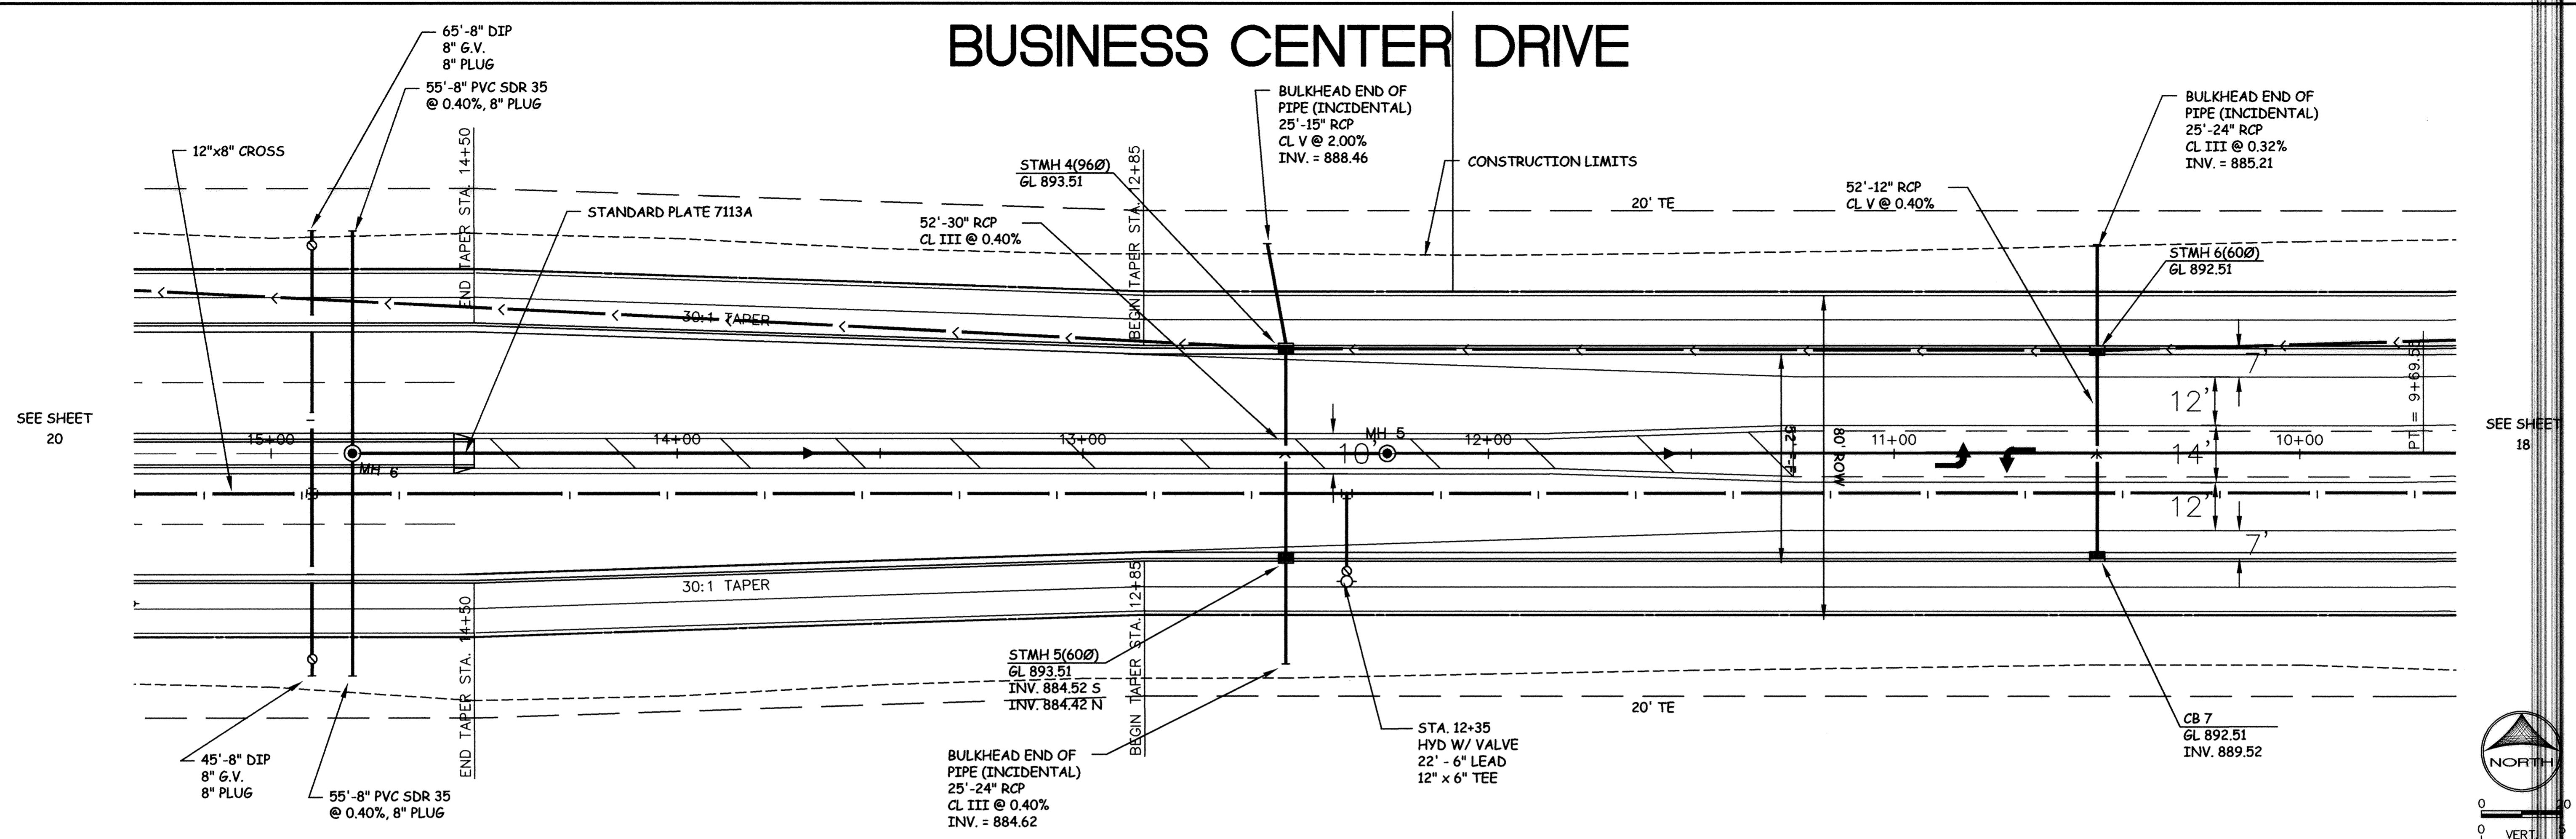 BUSINESS CENTER DRIVE
65'-8" DIP
8" G.V.
8" PLUG
55'-8" PVC SDR 35
@ 0.40%, 8" PLUG
12"x8" CROSS
END TAPER STA. 14+50
STANDARD PLATE 7113A
52'-30" RCP
CL III @ 0.40%
STMH 4(96Ø)
GL 893.51
BEGIN TAPER STA. 12+85
BULKHEAD END OF
PIPE (INCIDENTAL)
25'-15" RCP
CL V @ 2.00%
INV. = 888.46
CONSTRUCTION LIMITS
20' TE
52'-12" RCP
CL V @ 0.40%
BULKHEAD END OF
PIPE (INCIDENTAL)
25'-24" RCP
CL III @ 0.32%
INV. = 885.21
STMH 6(60Ø)
GL 892.51
30:1 TAPER
7'
12'
SEE SHEET
20
15+00
14+00
13+00
10'
MH 5
12+00
80' ROW
11+00
14'
10+00
SEE SHEET
18
MH 6
12'
7'
30:1 TAPER
END TAPER STA. 14+50
BEGIN TAPER STA. 12+85
STMH 5(60Ø)
GL 893.51
INV. 884.52 S
INV. 884.42 N
20' TE
45'-8" DIP
8" G.V.
8" PLUG
55'-8" PVC SDR 35
@ 0.40%, 8" PLUG
BULKHEAD END OF
PIPE (INCIDENTAL)
25'-24" RCP
CL III @ 0.40%
INV. = 884.62
STA. 12+35
HYD W/ VALVE
22' - 6" LEAD
12" x 6" TEE
CB 7
GL 892.51
INV. 889.52
NORTH
0
0
VERT.